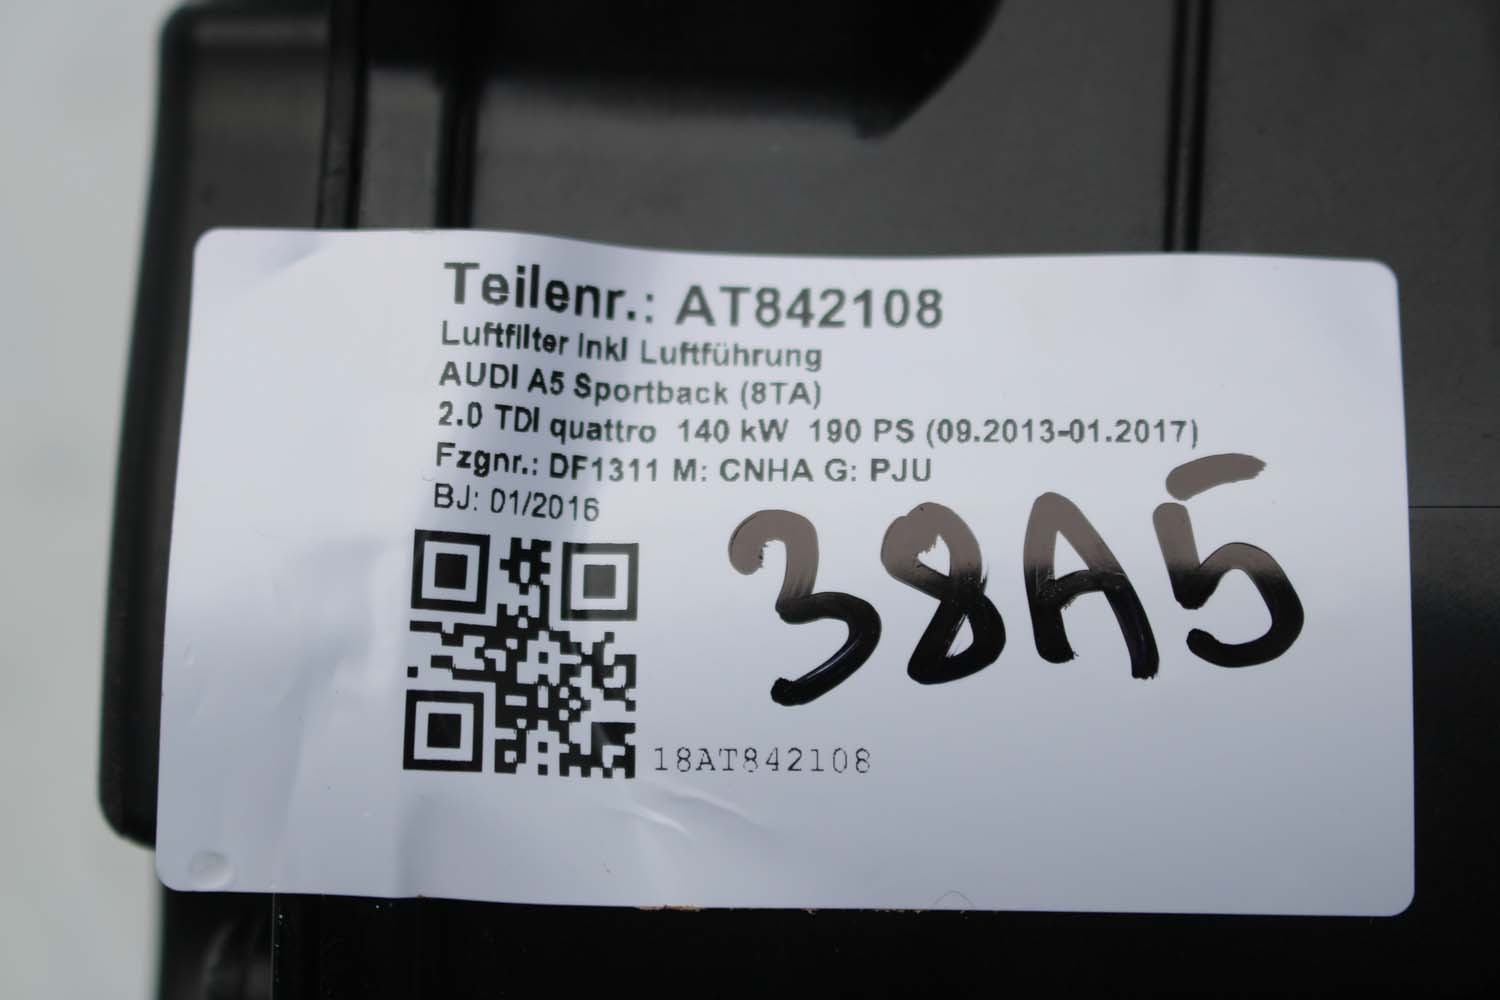 Teilenr.: AT842108
Luftfilter inkl Luftführung
AUDI A5 Sportback (8TA)
2.0 TDI quattro 140 kW 190 PS (09.2013-01.2017)
Fzgnr.: DF1311 M: CNHA G: PJU
BJ: 01/2016
38A5
18AT842108